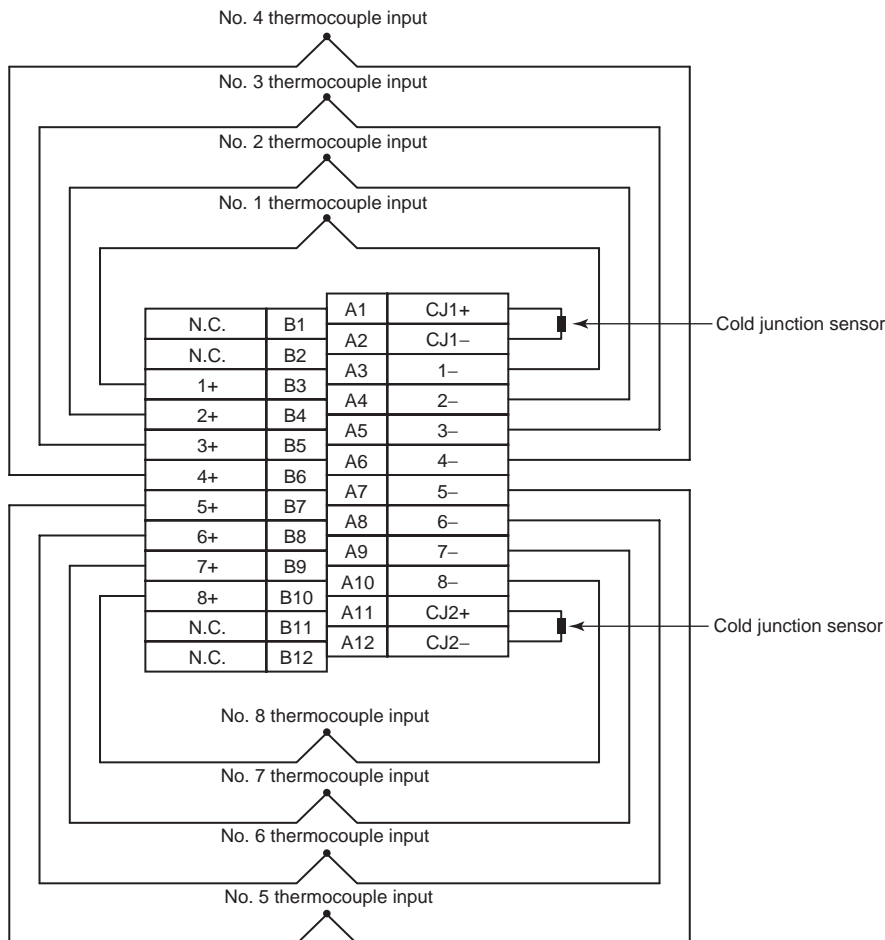 No. 4 thermocouple input
No. 3 thermocouple input
No. 2 thermocouple input
No. 1 thermocouple input
A1 CJ1+
N.C. B1
Cold junction sensor
A2 CJ1–
N.C. B2
A3 1–
1+ B3
A4 2–
2+ B4
A5 3–
3+ B5
A6 4–
4+ B6
A7 5–
5+ B7
A8 6–
6+ B8
A9 7–
7+ B9
A10 8–
8+ B10
A11 CJ2+
N.C. B11
Cold junction sensor
A12 CJ2–
N.C. B12
No. 8 thermocouple input
No. 7 thermocouple input
No. 6 thermocouple input
No. 5 thermocouple input